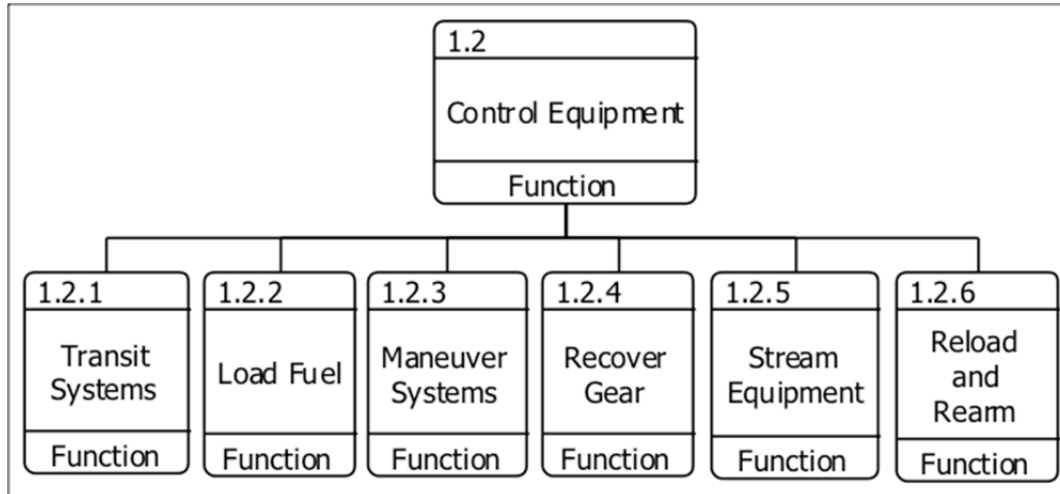 1.2
Control Equipment
Function
1.2.1
Transit
Systems
Function
1.2.2
Load Fuel
Function
1.2.3
Maneuver
Systems
Function
1.2.4
Recover
Gear
Function
1.2.5
Stream
Equipment
Function
1.2.6
Reload
and
Rearm
Function